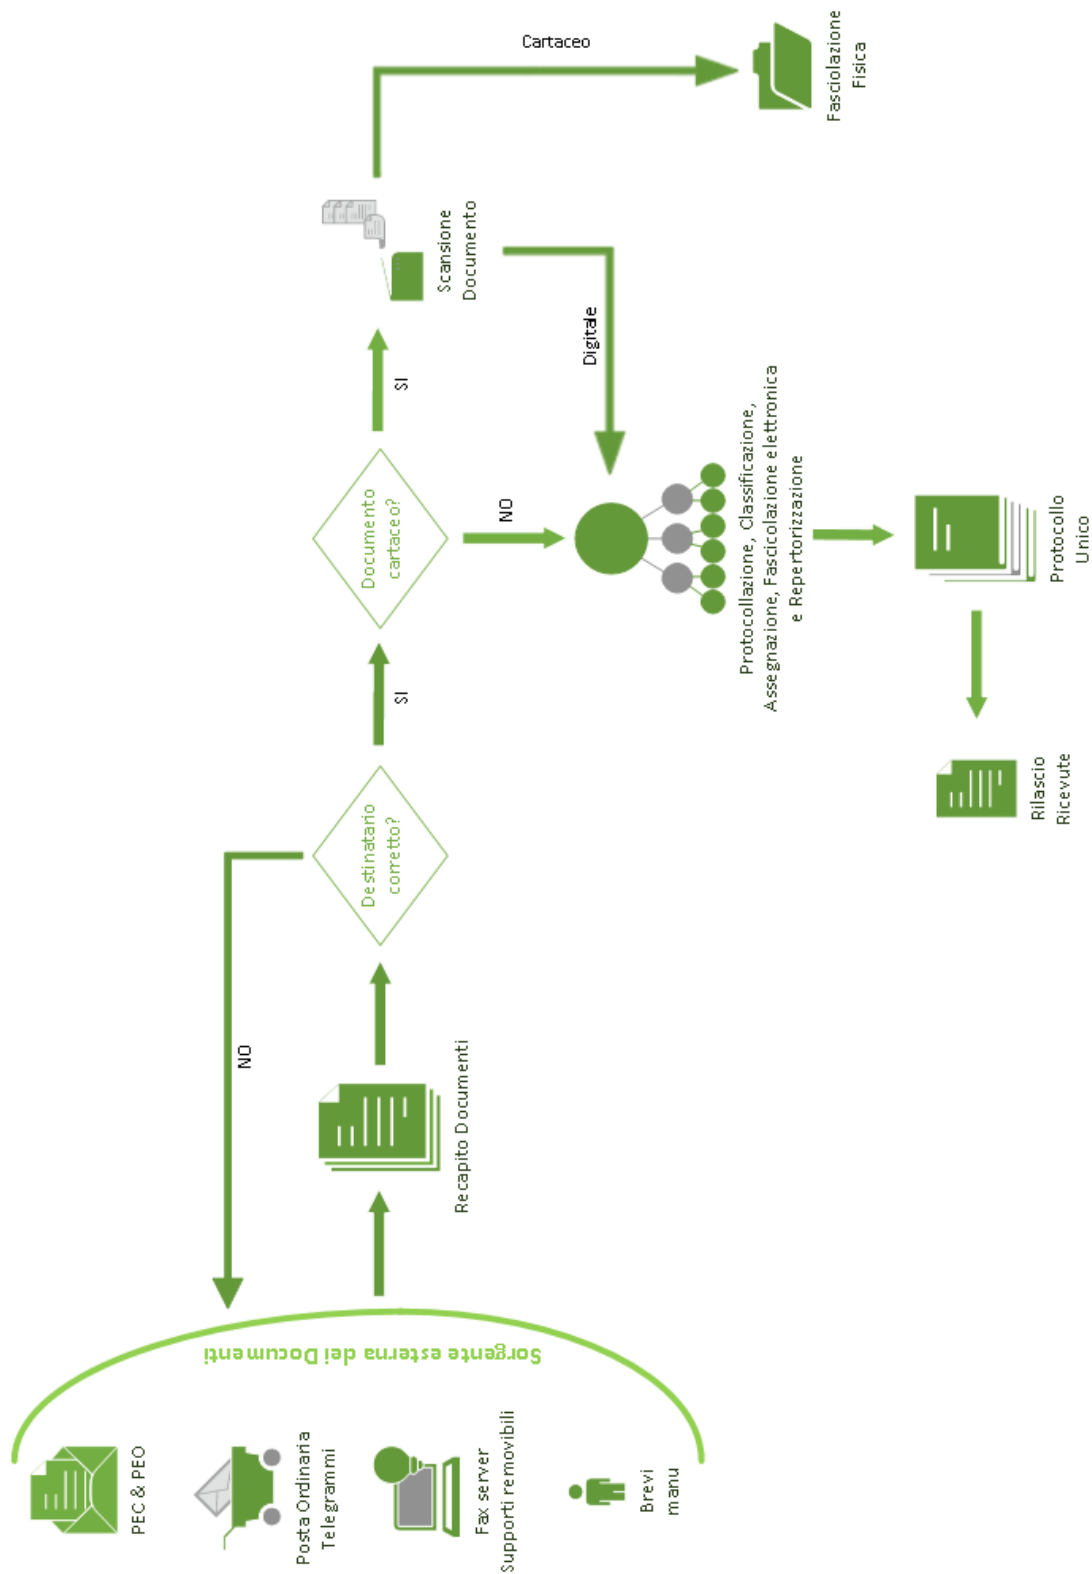 PEC & PEO
Posta Ordinaria
Telegrammi
Fax server
Supporti removibili
Brevi
manu
Sorgente esterna dei Documenti
Recapito Documenti
NO
Destinatario
corretto?
SI
Documento
cartaceo?
SI
NO
Scansione
Documento
Cartaceo
Digitale
Fasciolazione
Fisica
Protocollazione, Classificazione,
Assegnazione, Fascicolazione elettronica
e Repertorizzazione
Protocollo
Unico
Rilascio
Ricevute